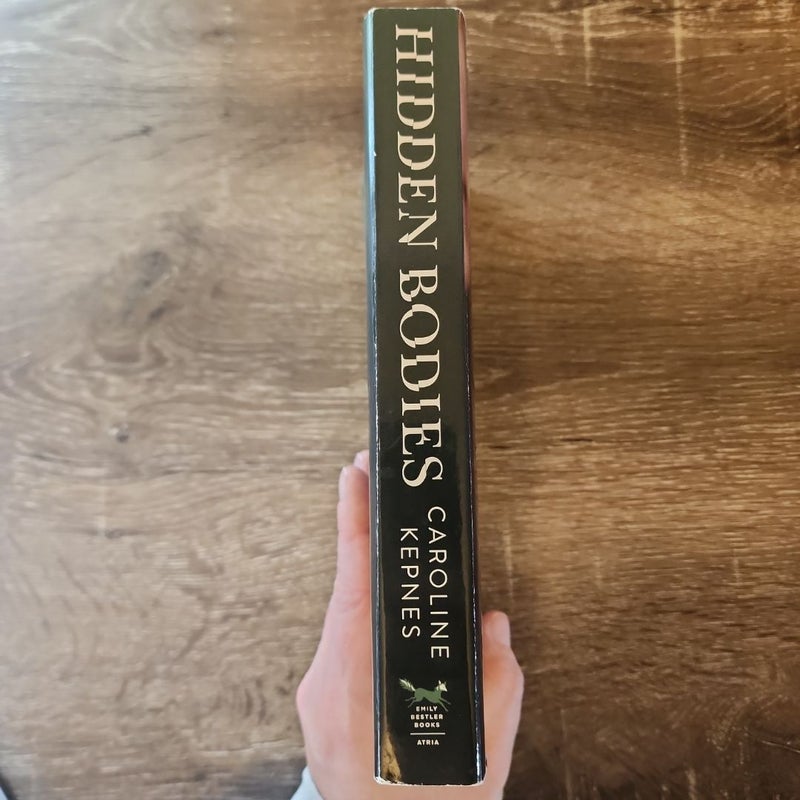 HIDDEN BODIES
CAROLINE
KEPNES
EMILY
BESTLER
BOOKS
ATRIA